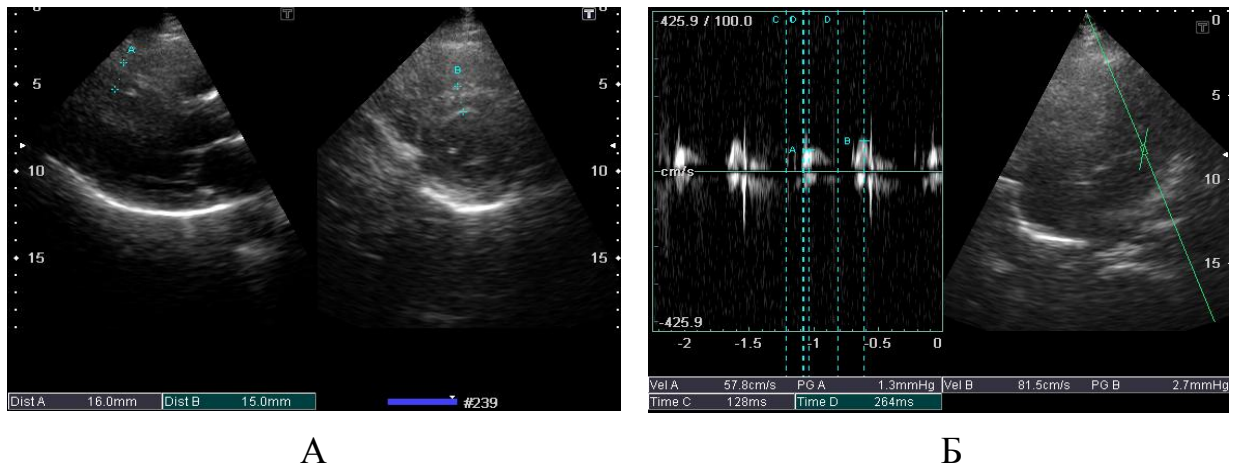 T
T
0
0
A
B
5
5
10
10
15
15
Dist A 16.0mm Dist B 15.0mm
#239
А
425.9 / 100.0
C D D
0
T
5
A
B
cm/s
10
15
-425.9
-2 -1.5 -1 -0.5 0
Vel A 57.8cm/s PG A 1.3mmHg Vel B 81.5cm/s PG B 2.7mmHg
Time C 128ms Time D 264ms
Б